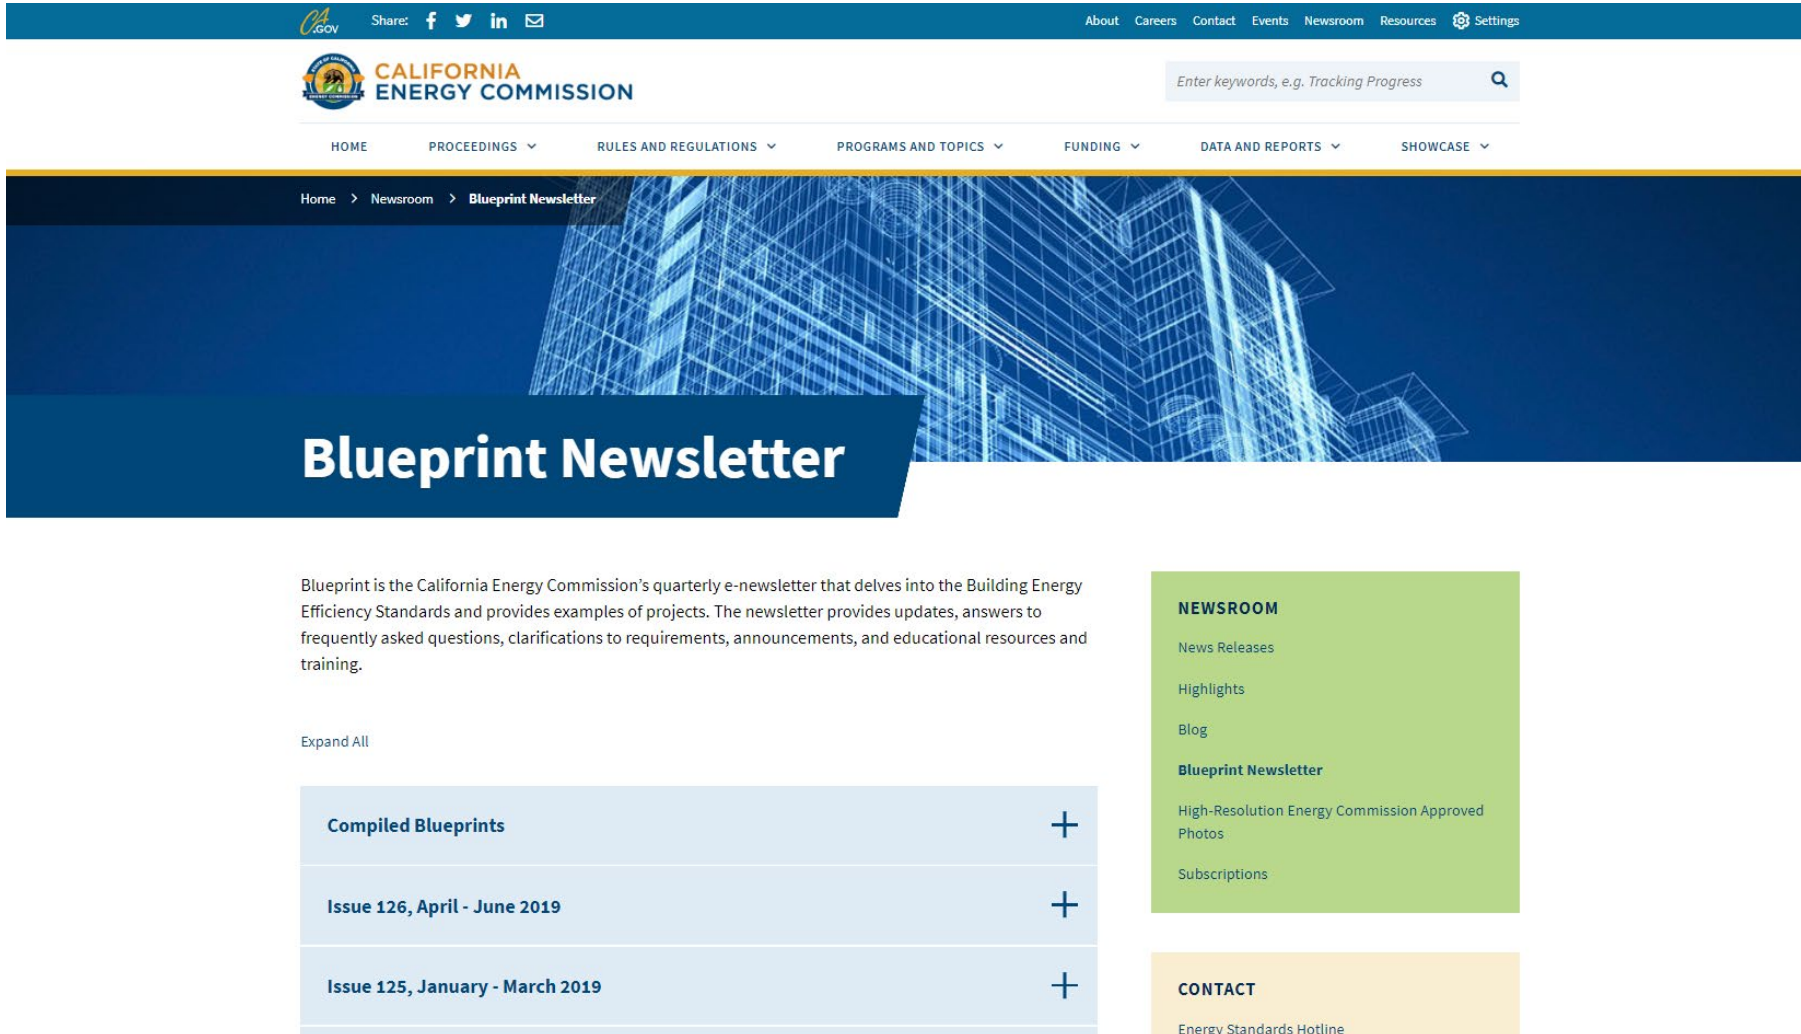 CA
.GOV
Share:
About Careers Contact Events Newsroom Resources Settings
CALIFORNIA
ENERGY COMMISSION
Enter keywords, e.g. Tracking Progress
HOME PROCEEDINGS RULES AND REGULATIONS PROGRAMS AND TOPICS FUNDING DATA AND REPORTS SHOWCASE
Home > Newsroom > Blueprint Newsletter
Blueprint Newsletter
Blueprint is the California Energy Commission’s quarterly e-newsletter that delves into the Building Energy
Efficiency Standards and provides examples of projects. The newsletter provides updates, answers to
frequently asked questions, clarifications to requirements, announcements, and educational resources and
training.
Expand All
Compiled Blueprints
Issue 126, April - June 2019
Issue 125, January - March 2019
NEWSROOM
News Releases
Highlights
Blog
Blueprint Newsletter
High-Resolution Energy Commission Approved
Photos
Subscriptions
CONTACT
Energy Standards Hotline